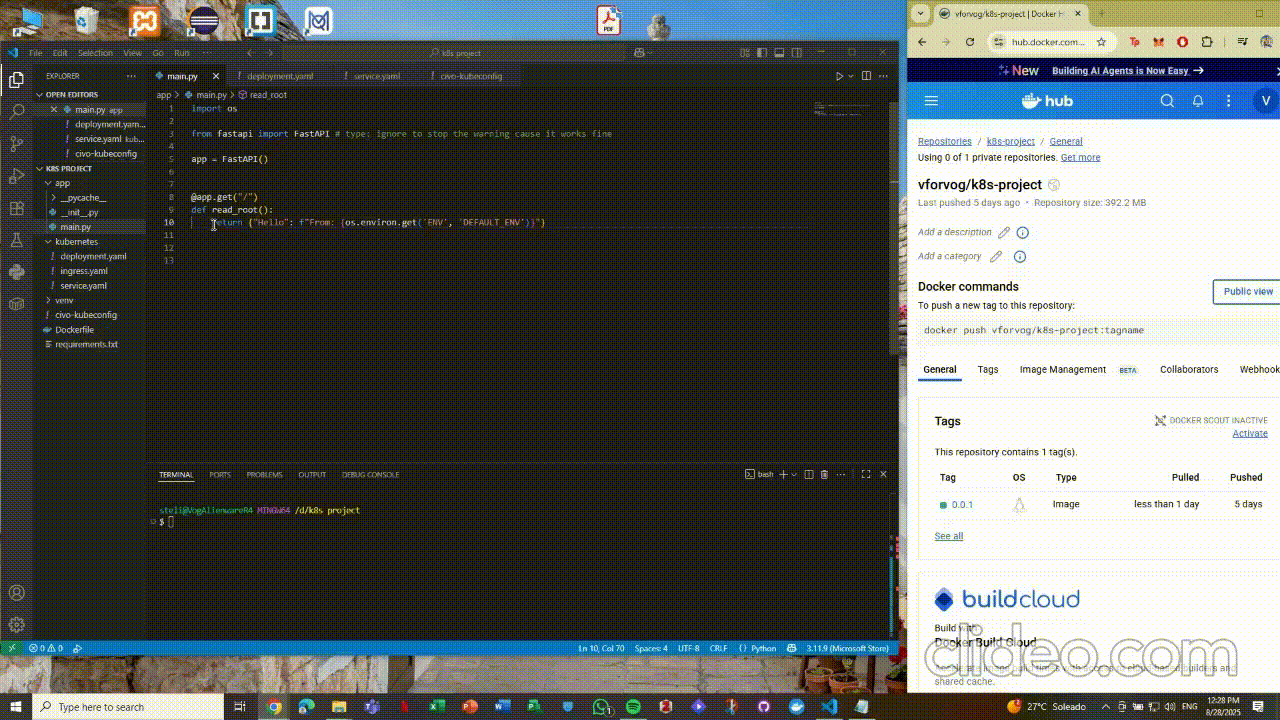 File Edit Selection View Go Run ···
k8s project
EXPLORER
OPEN EDITORS
main.py app
deployment.yam...
service.yaml kub...
civo-kubeconfig
K8S PROJECT
app
__pycache__
__init__.py
main.py
kubernetes
deployment.yaml
ingress.yaml
service.yaml
venv
civo-kubeconfig
Dockerfile
requirements.txt
main.py
deployment.yaml
service.yaml
civo-kubeconfig
app > main.py > read_root
1 import os
2
3 from fastapi import FastAPI # type: ignore to stop the warning cause it works fine
4
5 app = FastAPI()
6
7
8 @app.get("/")
9 def read_root():
10 return {"Hello": f"From: {os.environ.get('ENV', 'DEFAULT_ENV')}"}
11
12
13
TERMINAL PORTS PROBLEMS OUTPUT DEBUG CONSOLE
bash
steli@VogAlienwareR4 MINGW64 /d/k8s project
$
0 0
Ln 10, Col 70 Spaces: 4 UTF-8 CRLF {} Python 3.11.9 (Microsoft Store)
PDF
vforvog/k8s-project | Docker H
hub.docker.com...
New Building AI Agents is Now Easy →
hub
V
Repositories / k8s-project / General
Using 0 of 1 private repositories. Get more
vforvog/k8s-project
Last pushed 5 days ago · Repository size: 392.2 MB
Add a description
Add a category
Docker commands
Public view
To push a new tag to this repository:
docker push vforvog/k8s-project:tagname
General Tags Image Management BETA Collaborators Webhook
Tags
DOCKER SCOUT INACTIVE
Activate
This repository contains 1 tag(s).
Tag OS Type Pulled Pushed
0.0.1 Image less than 1 day 5 days
See all
buildcloud
Build with
Docker Build Cloud
shared cache.
clideo.com
Type here to search
27°C Soleado
ENG
12:28 PM
8/28/2025